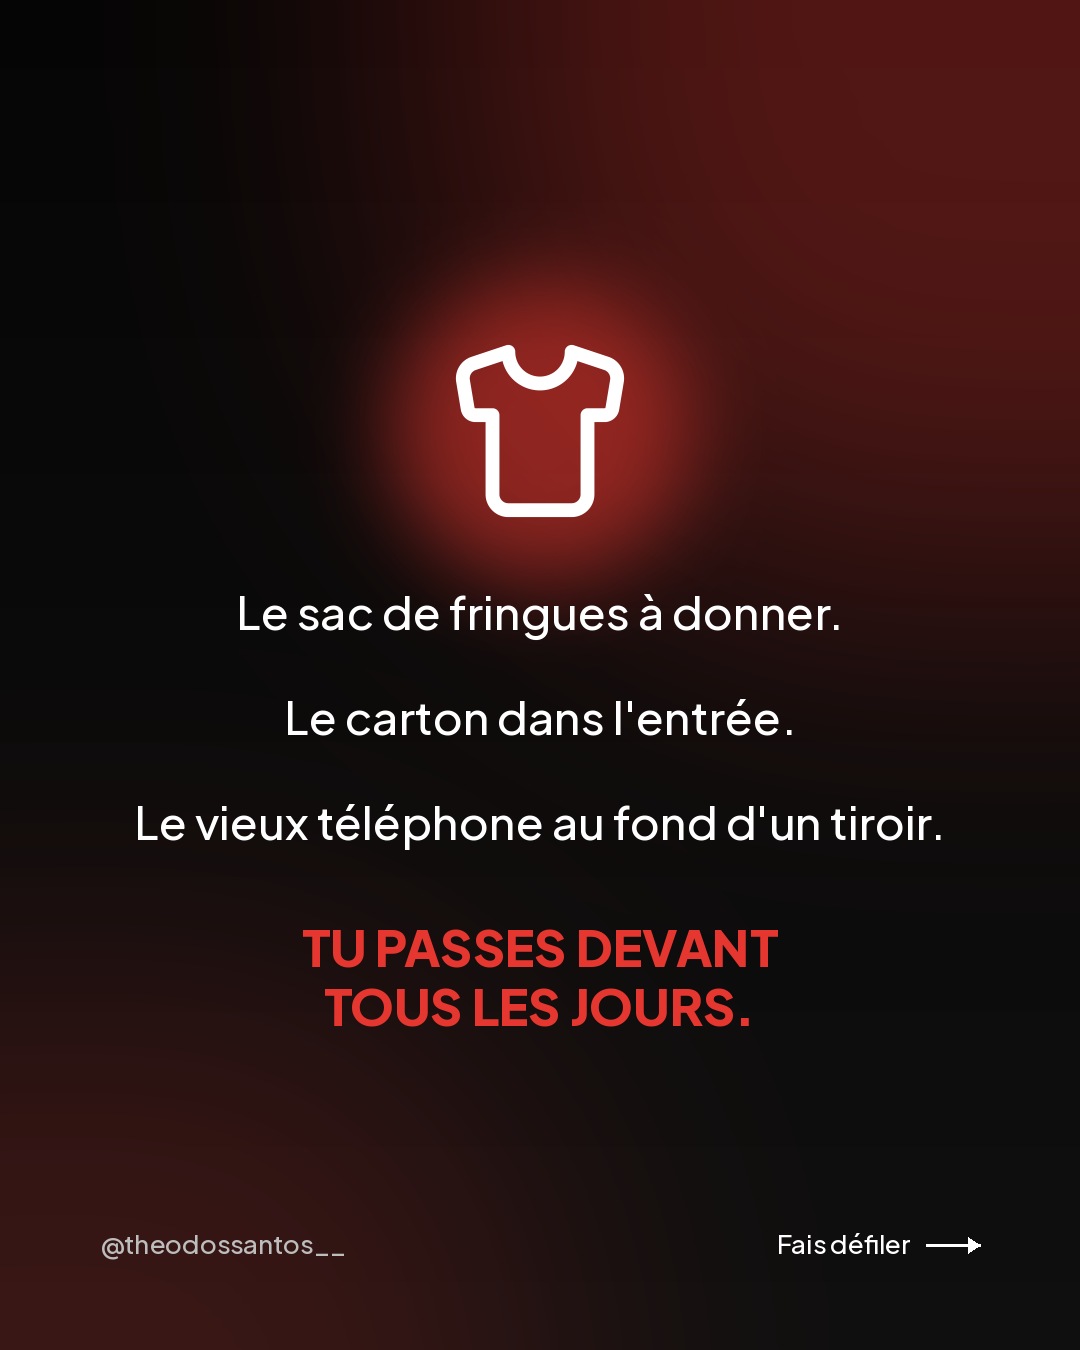 Le sac de fringues à donner.
Le carton dans l'entrée.
Le vieux téléphone au fond d'un tiroir.
TU PASSES DEVANT
TOUS LES JOURS.
@theodossantos__
Fais défiler